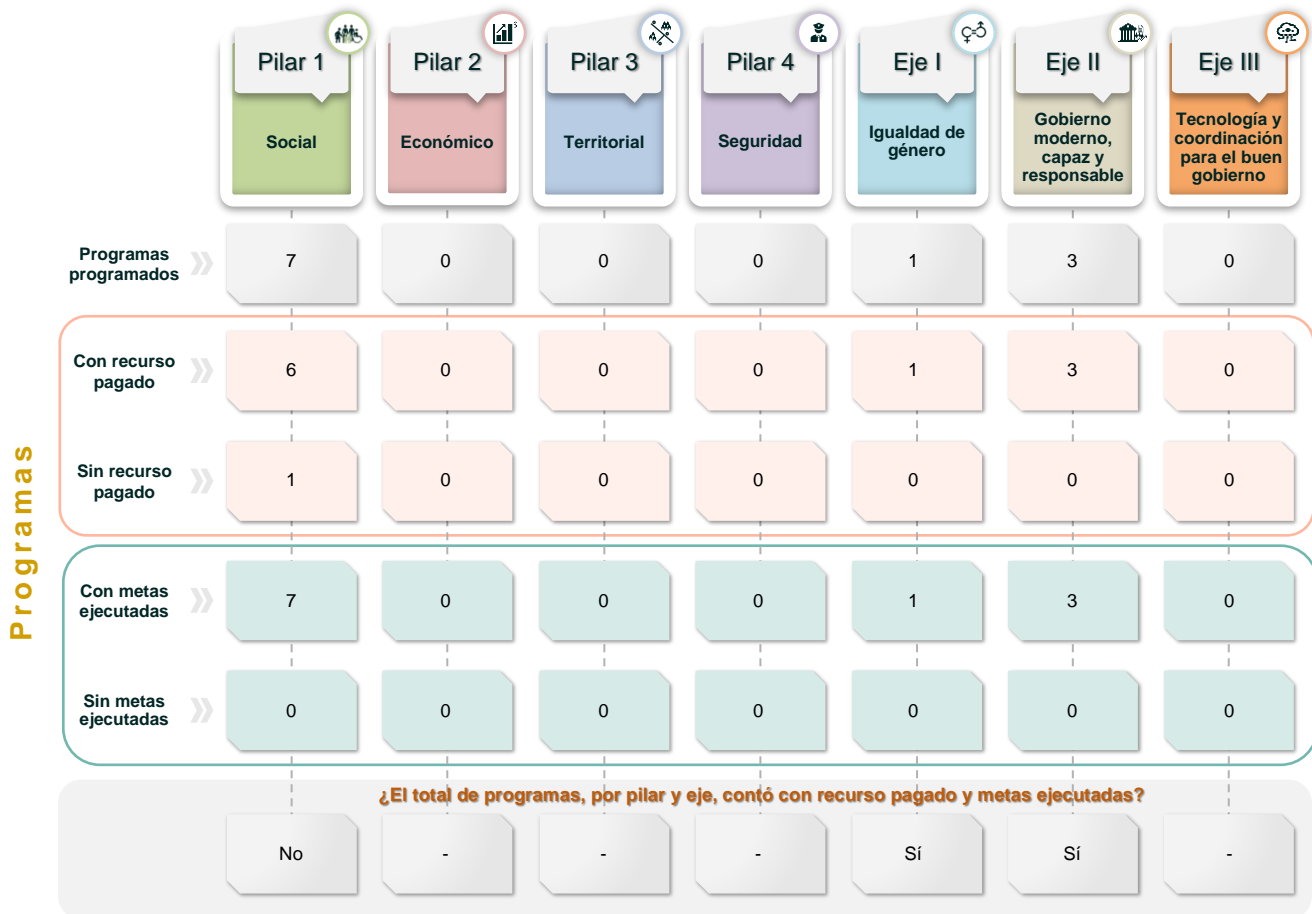 Pilar 1
Pilar 2
Pilar 3
Pilar 4
Eje I
Eje II
Eje III
Social
Económico
Territorial
Seguridad
Igualdad de
género
Gobierno
moderno,
capaz y
responsable
Tecnología y
coordinación
para el buen
gobierno
Programas
Programas
programados
7
0
0
0
1
3
0
Con recurso
pagado
6
0
0
0
1
3
0
Sin recurso
pagado
1
0
0
0
0
0
0
Con metas
ejecutadas
7
0
0
0
1
3
0
Sin metas
ejecutadas
0
0
0
0
0
0
0
¿El total de programas, por pilar y eje, contó con recurso pagado y metas ejecutadas?
No
-
-
-
Sí
Sí
-